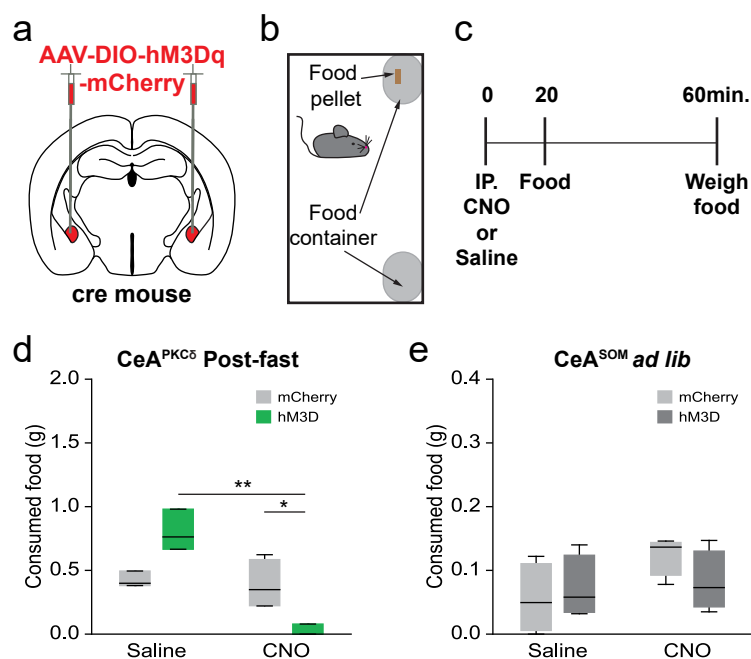 a
AAV-DIO-hM3Dq
-mCherry
cre mouse
b
Food
pellet
Food
container
c
0 20 60min.
IP.
CNO
or
Saline
Food
Weigh
food
d
CeAPKCδ Post-fast
mCherry
hM3D
Consumed food (g)
2.0
1.5
1.0
0.5
0.0
**
*
Saline CNO
e
CeASOM ad lib
mCherry
hM3D
Consumed food (g)
0.4
0.3
0.2
0.1
0.0
Saline CNO